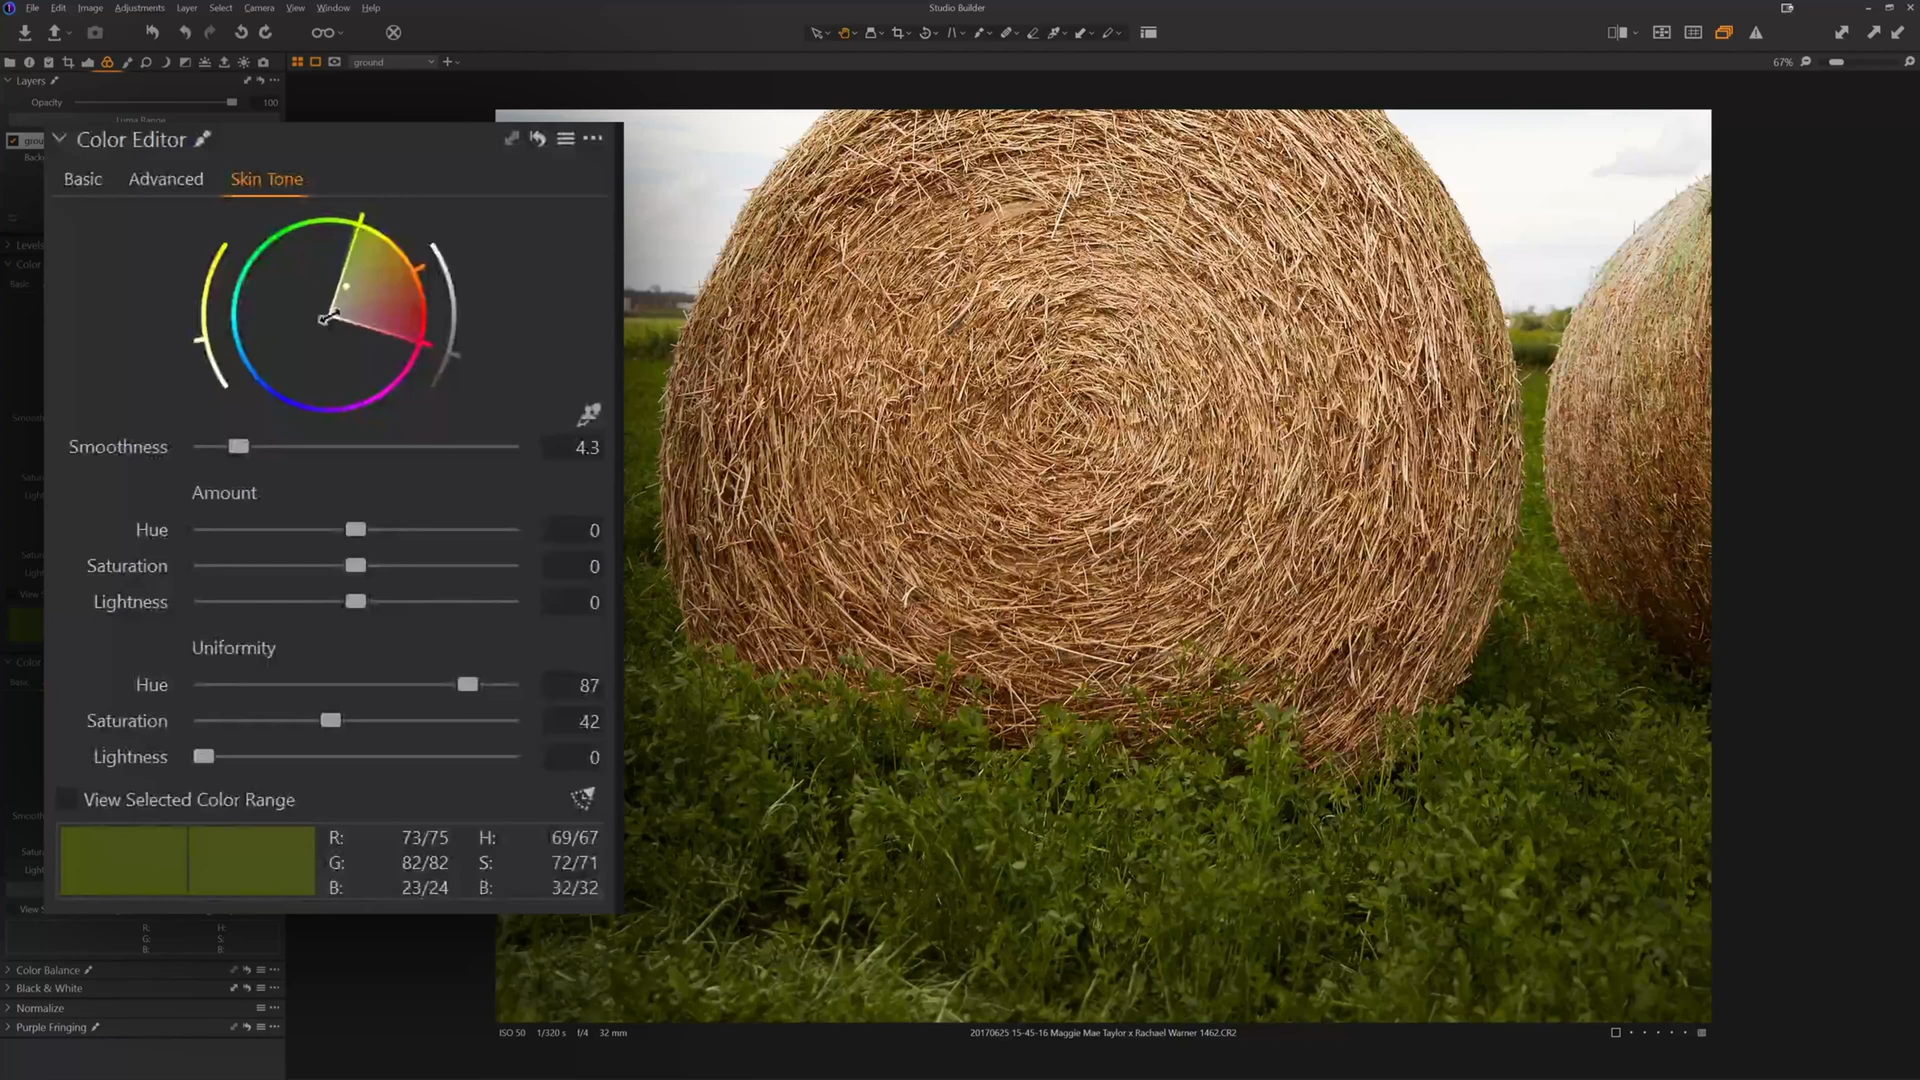 File Edit Image Adjustments Layer Select Camera View Window Help
Studio Builder
ground
67%
Layers
Opacity 100
Luma Range
Color Editor
Basic Advanced Skin Tone
Smoothness 4.3
Amount
Hue 0
Saturation 0
Lightness 0
Uniformity
Hue 87
Saturation 42
Lightness 0
View Selected Color Range
R: 73/75 H: 69/67
G: 82/82 S: 72/71
B: 23/24 B: 32/32
R: H:
G: S:
B: B:
Color Balance
Black & White
Normalize
Purple Fringing
ISO 50 1/320 s f/4 32 mm
20170625 15-45-16 Maggie Mae Taylor x Rachael Warner 1462.CR2